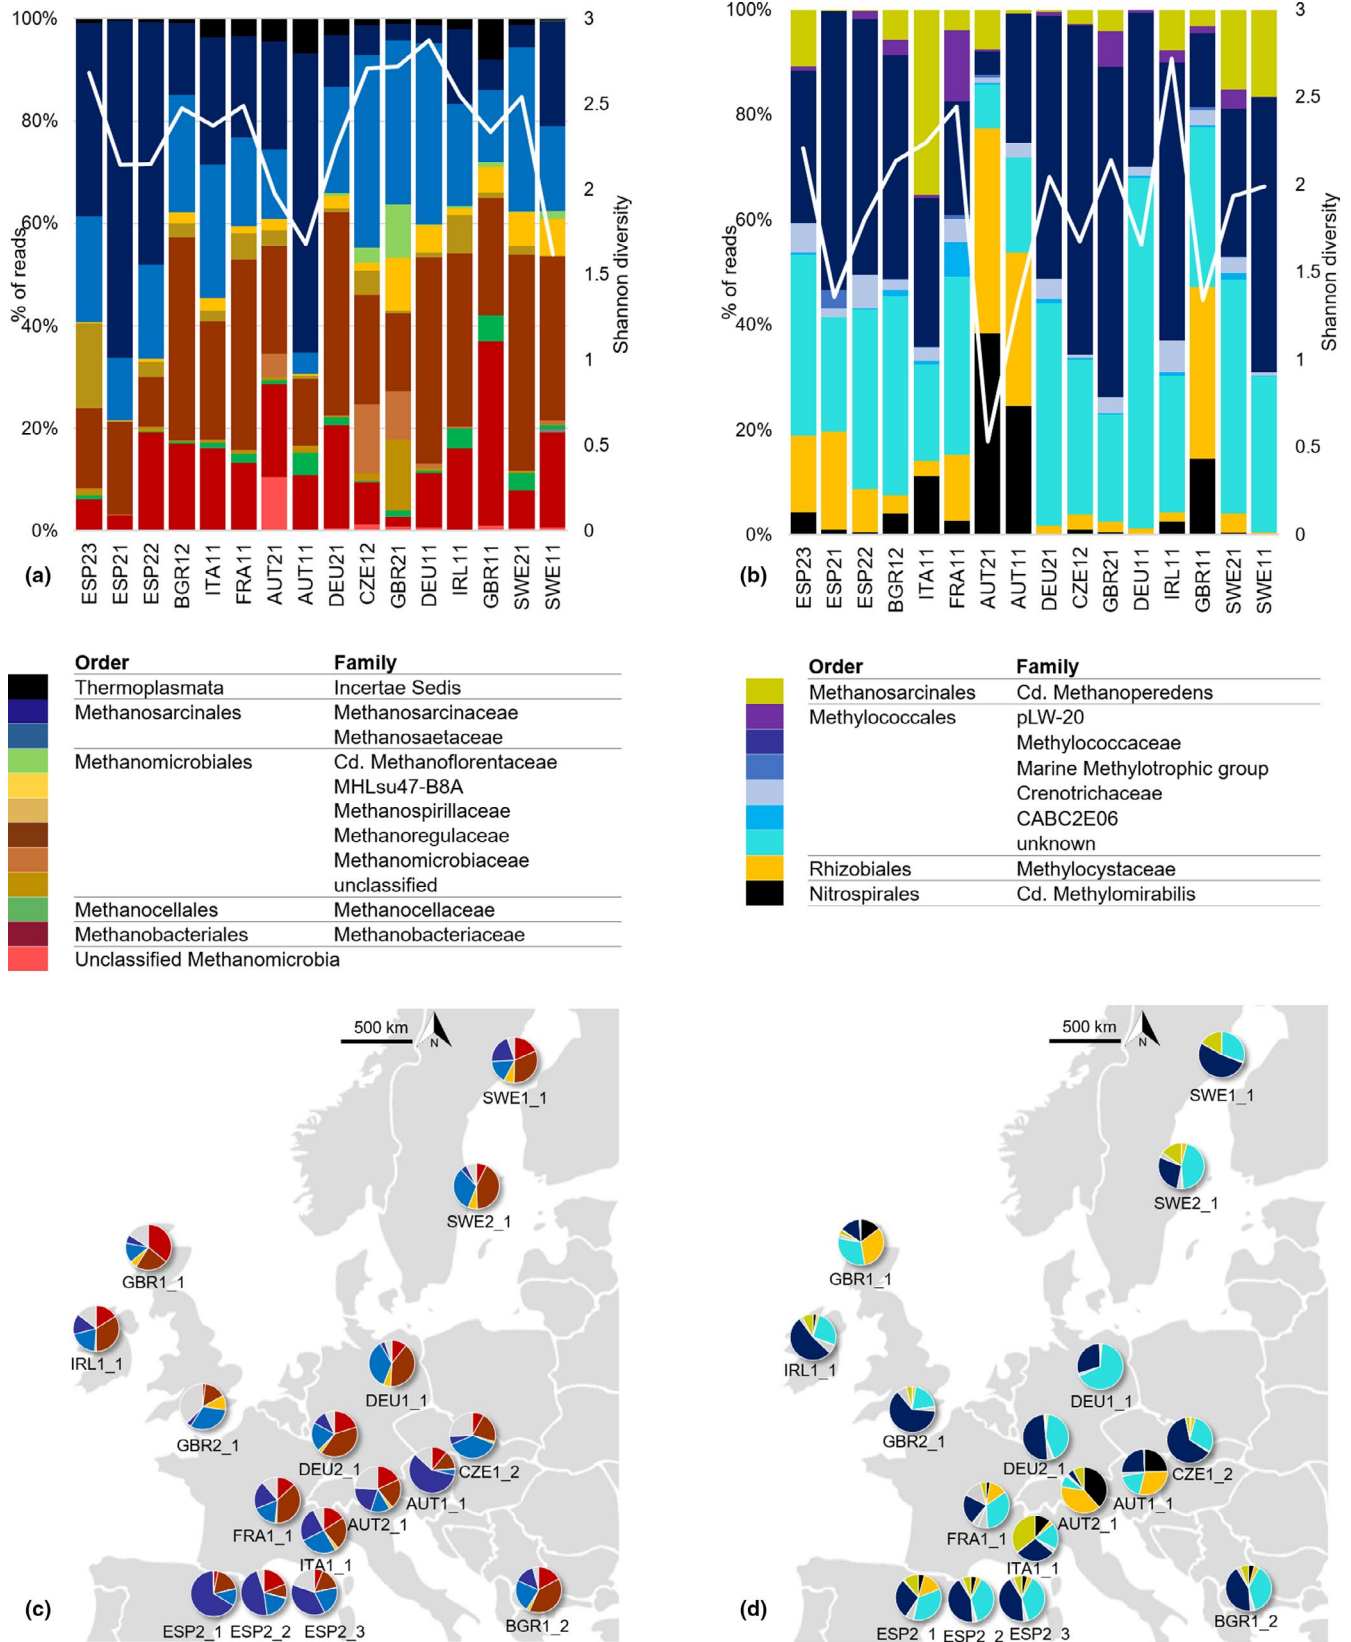 100%
80%
60%
40%
20%
0%
% of reads
3
2.5
2
1.5
1
0.5
0
Shannon diversity
ESP23
ESP21
ESP22
BGR12
ITA11
FRA11
AUT21
AUT11
DEU21
CZE12
GBR21
DEU11
IRL11
GBR11
SWE21
SWE11
(a)
100%
80%
60%
40%
20%
0%
% of reads
3
2.5
2
1.5
1
0.5
0
Shannon diversity
ESP23
ESP21
ESP22
BGR12
ITA11
FRA11
AUT21
AUT11
DEU21
CZE12
GBR21
DEU11
IRL11
GBR11
SWE21
SWE11
(b)
Order Family
Thermoplasmata Incertae Sedis
Methanosarcinales Methanosarcinaceae
Methanosaetaceae
Methanomicrobiales Cd. Methanoflorentaceae
MHLsu47-B8A
Methanospirillaceae
Methanoregulaceae
Methanomicrobiaceae
unclassified
Methanocellales Methanocellaceae
Methanobacteriales Methanobacteriaceae
Unclassified Methanomicrobia
Order Family
Methanosarcinales Cd. Methanoperedens
Methylococcales pLW-20
Methylococcaceae
Marine Methylotrophic group
Crenotrichaceae
CABC2E06
unknown
Rhizobiales Methylocystaceae
Nitrospirales Cd. Methylomirabilis
500 km
N
SWE1_1
SWE2_1
GBR1_1
IRL1_1
DEU1_1
GBR2_1
DEU2_1
CZE1_2
AUT1_1
FRA1_1
AUT2_1
ITA1_1
BGR1_2
ESP2_1 ESP2_2 ESP2_3
(c)
500 km
N
SWE1_1
SWE2_1
GBR1_1
IRL1_1
DEU1_1
GBR2_1
DEU2_1
CZE1_2
AUT1_1
AUT2_1
FRA1_1
ITA1_1
BGR1_2
ESP2_1 ESP2_2 ESP2_3
(d)